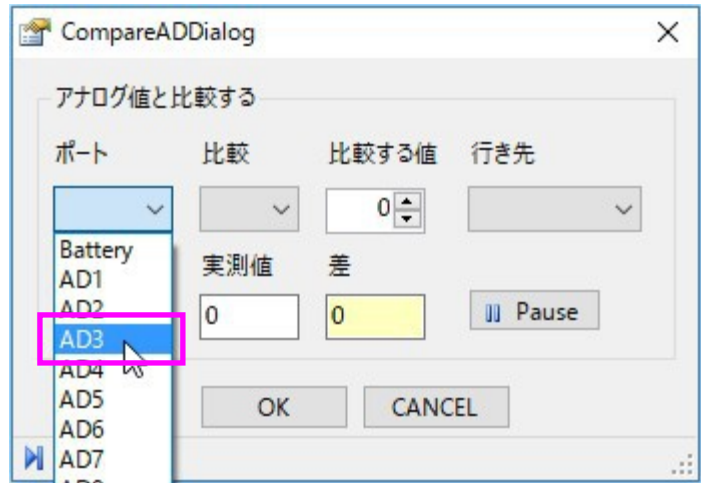 CompareADDialog
アナログ値と比較する
ポート 比較 比較する値 行き先
0
Battery
AD1
実測値 差
AD2
0 0 Pause
AD3
AD4
AD5
OK CANCEL
AD6
AD7